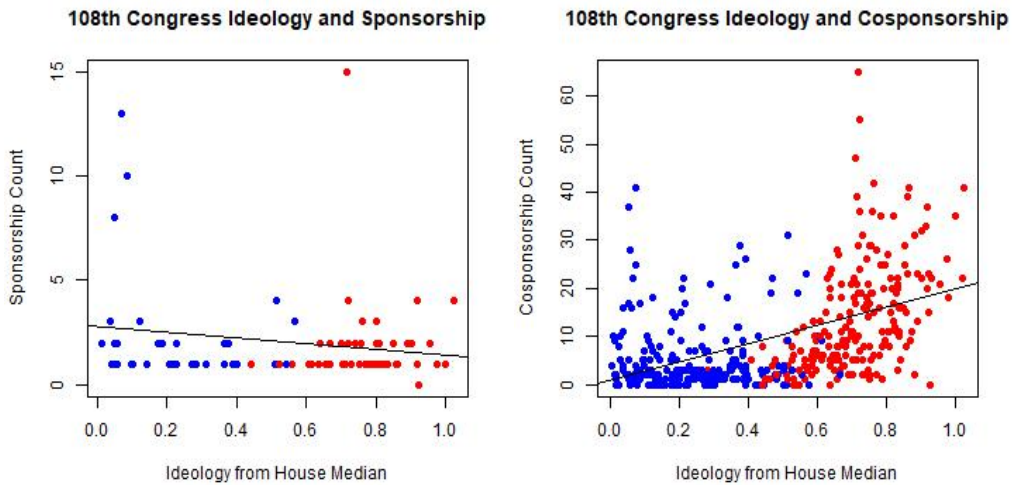 108th Congress Ideology and Sponsorship
Sponsorship Count
15
10
5
0
0.0 0.2 0.4 0.6 0.8 1.0
Ideology from House Median
108th Congress Ideology and Cosponsorship
Cosponsorship Count
60
50
40
30
20
10
0
0.0 0.2 0.4 0.6 0.8 1.0
Ideology from House Median